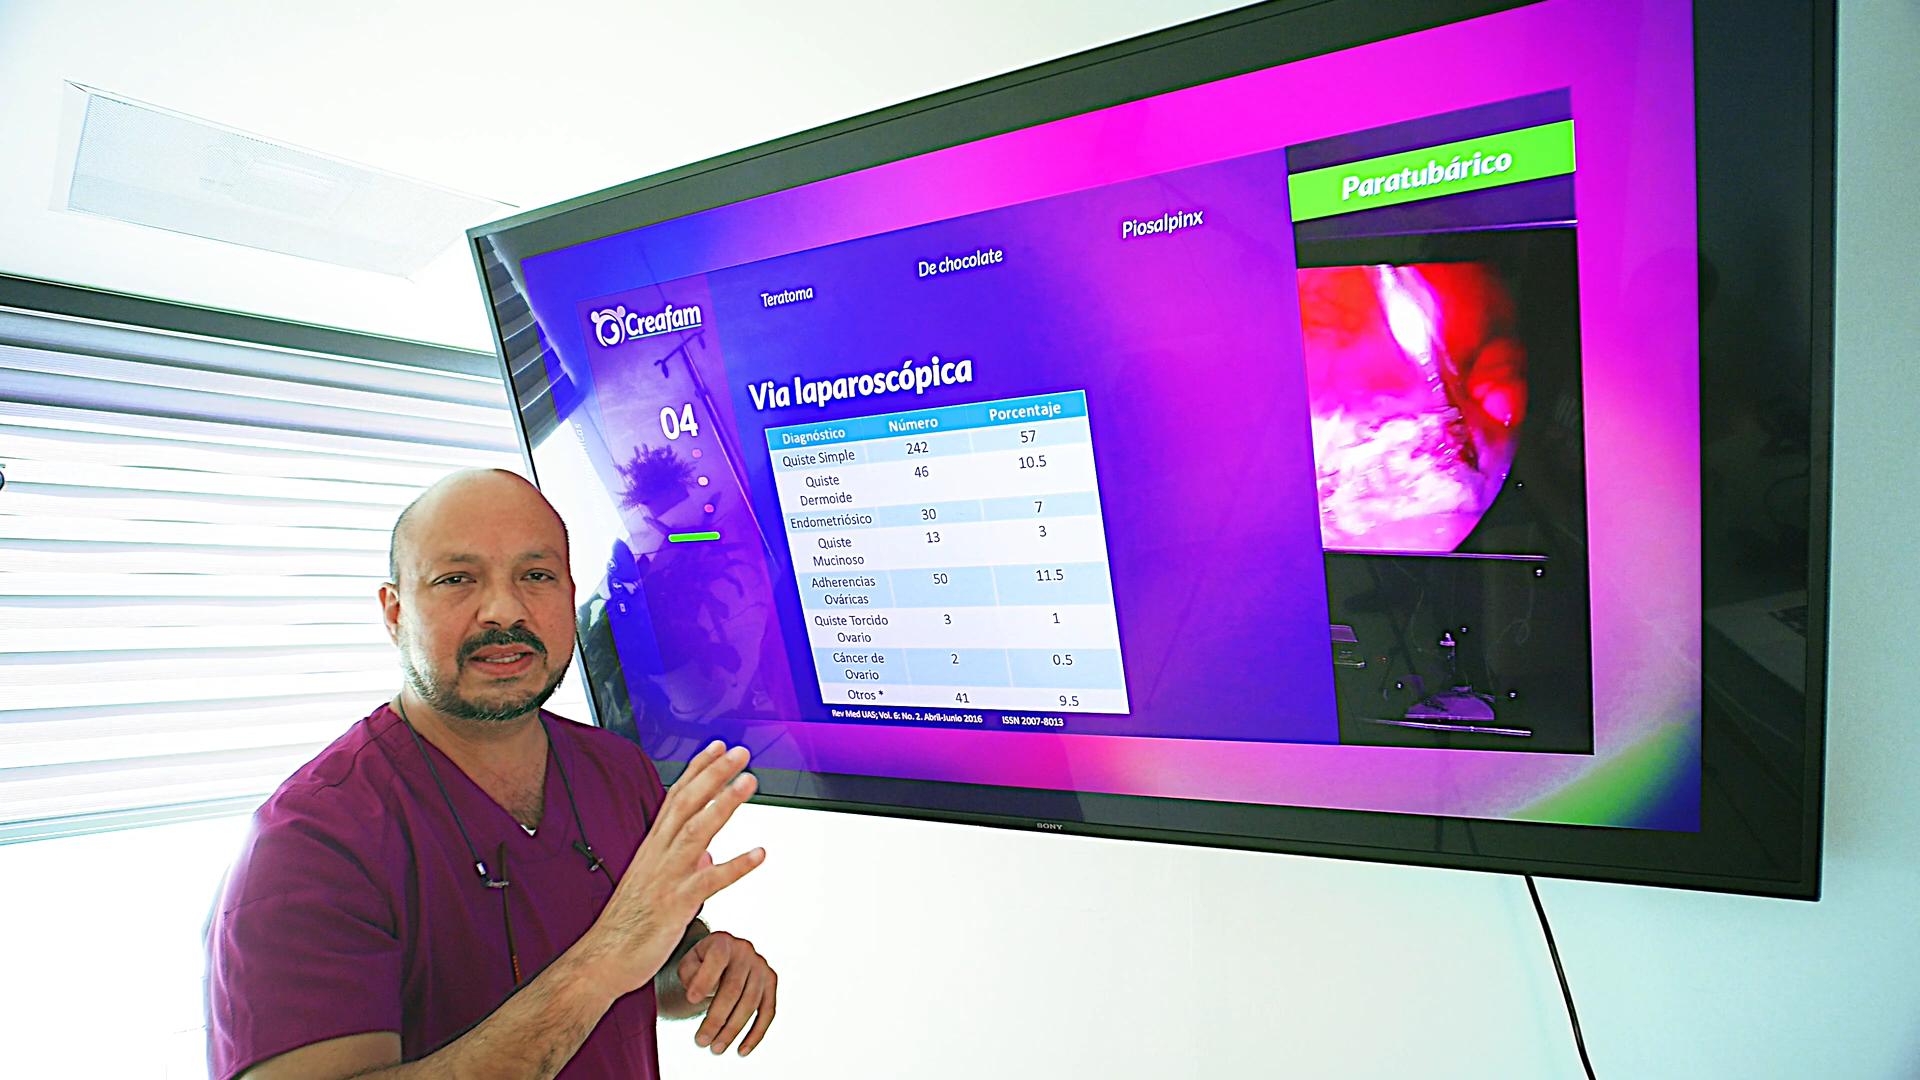 Paratubárico
Piosalpinx
De chocolate
Teratoma
Creafam
04
Via laparoscópica
Diagnóstico Número Porcentaje
Quiste Simple 242 57
Quiste Dermoide 46 10.5
Endometriósico 30 7
Quiste Mucinoso 13 3
Adherencias Ováricas 50 11.5
Quiste Torcido Ovario 3 1
Cáncer de Ovario 2 0.5
Otros * 41 9.5
Rev Med UAS; Vol. 6: No. 2. Abril-Junio 2016 ISSN 2007-8013
SONY